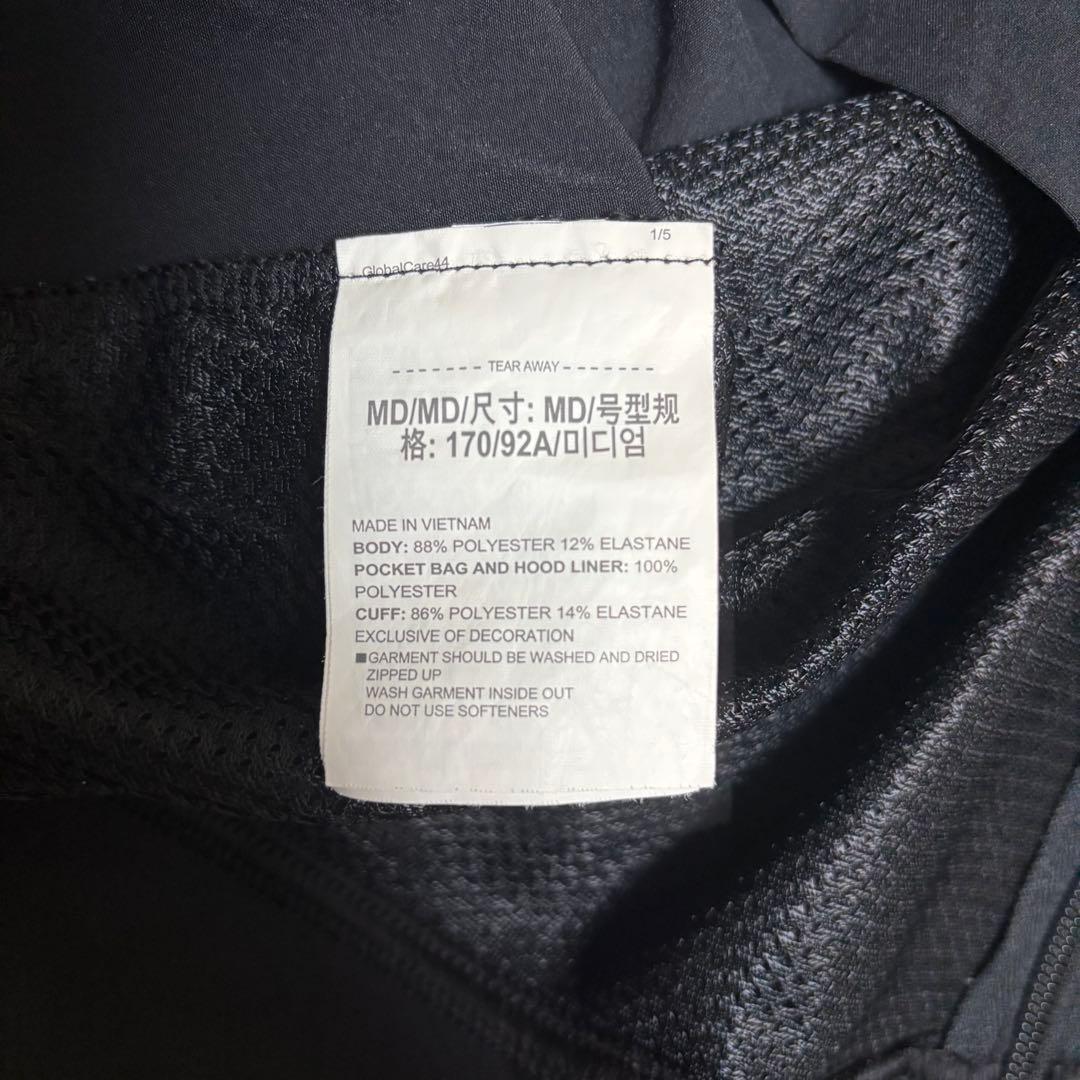 1/5
GlobalCare44
TEAR AWAY
MD/MD/尺寸: MD/号型规
格: 170/92A/미디엄
MADE IN VIETNAM
BODY: 88% POLYESTER 12% ELASTANE
POCKET BAG AND HOOD LINER: 100%
POLYESTER
CUFF: 86% POLYESTER 14% ELASTANE
EXCLUSIVE OF DECORATION
■GARMENT SHOULD BE WASHED AND DRIED
ZIPPED UP
WASH GARMENT INSIDE OUT
DO NOT USE SOFTENERS